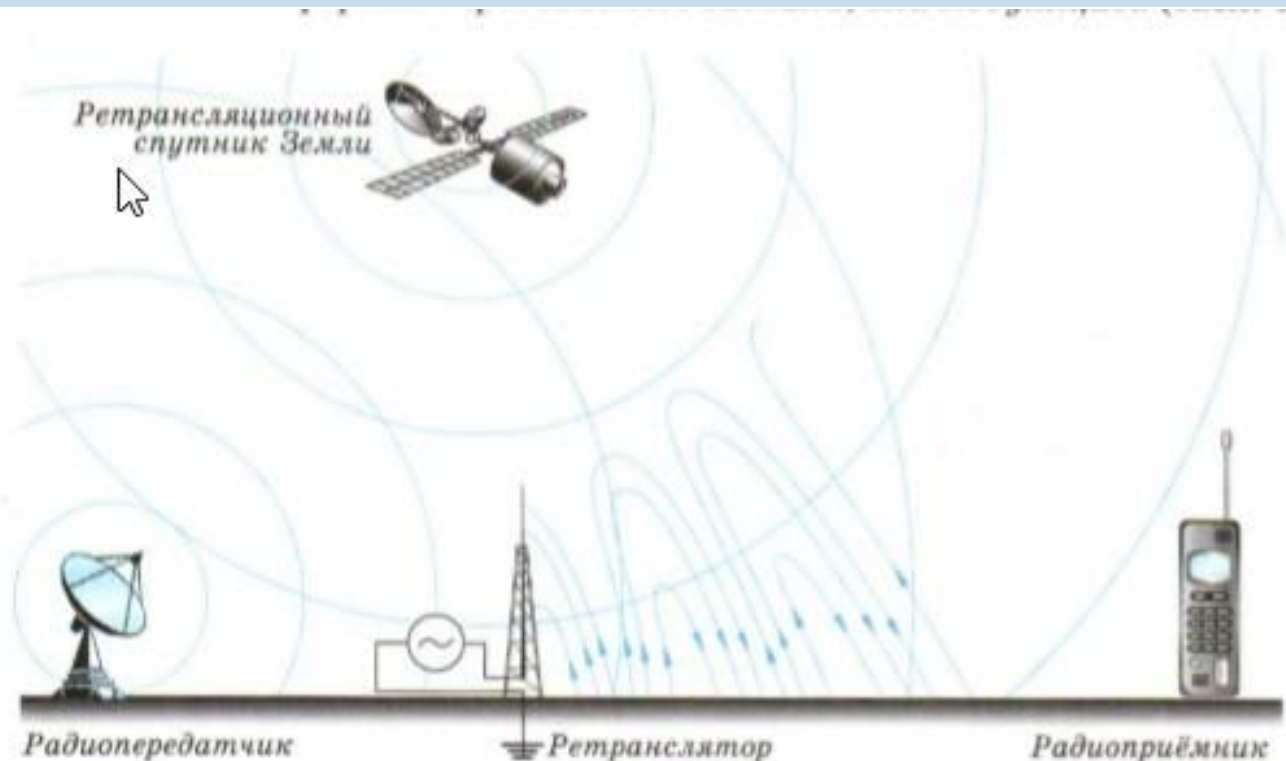 Ретрансляционный
спутник Земли
Радиопередатчик
Ретранслятор
Радиоприёмник